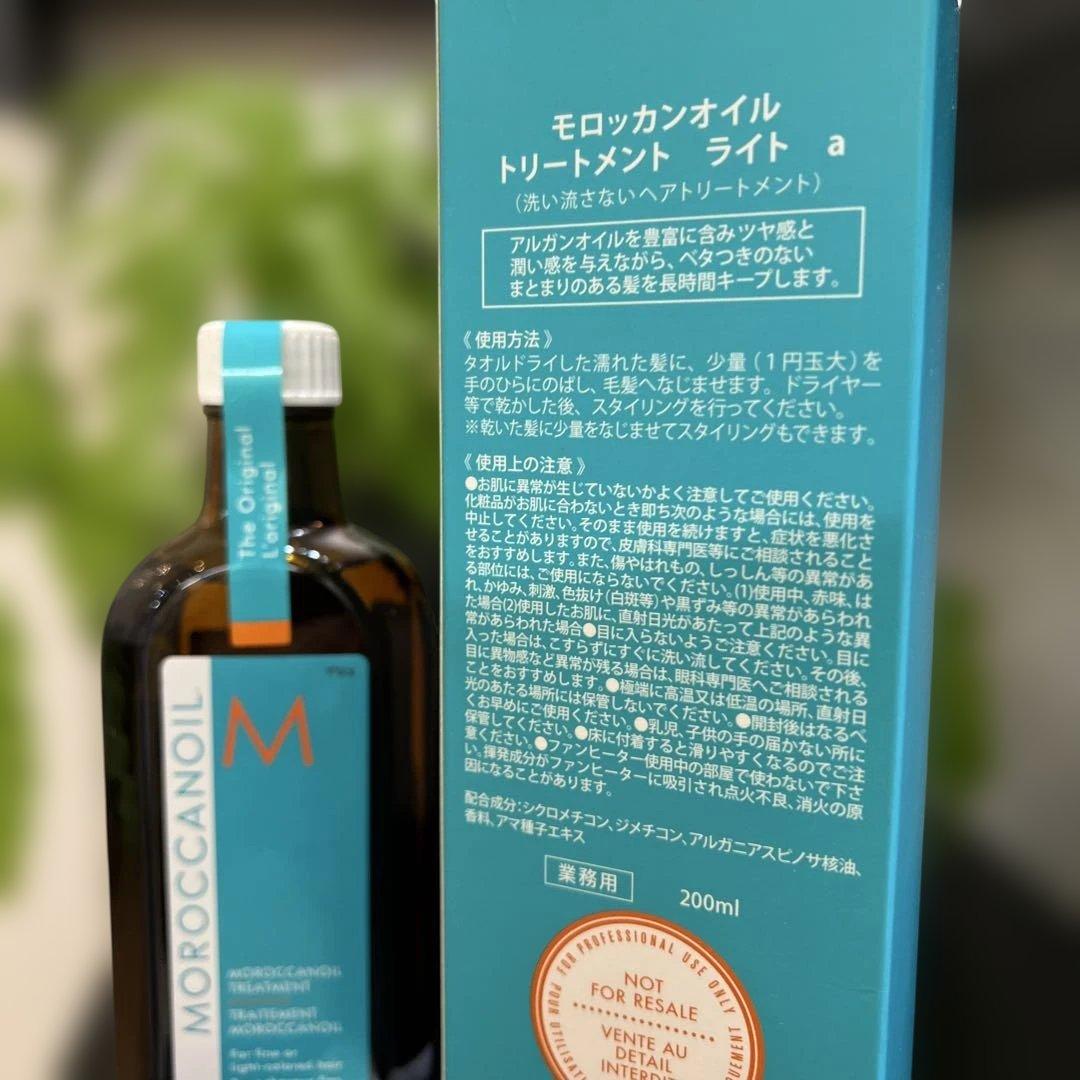 モロッカンオイル
トリートメント ライト a
（洗い流さないヘアトリートメント）
アルガンオイルを豊富に含みツヤ感と
潤い感を与えながら、ベタつきのない
まとまりのある髪を長時間キープします。
《 使用方法 》
タオルドライした濡れた髪に、少量（１円玉大）を
手のひらにのばし、毛髪へなじませます。ドライヤー
等で乾かした後、スタイリングを行ってください。
※乾いた髪に少量をなじませてスタイリングもできます。
《 使用上の注意 》
●お肌に異常が生じていないかよく注意してご使用ください。
化粧品がお肌に合わないとき即ち次のような場合には、使用を
中止してください。そのまま使用を続けますと、症状を悪化さ
せることがありますので、皮膚科専門医等にご相談されること
をおすすめします。また、傷やはれもの、しっしん等の異常があ
る部位には、ご使用にならないでください。(1)使用中、赤味、は
れ、かゆみ、刺激、色抜け（白斑等）や黒ずみ等の異常があらわれ
た場合(2)使用したお肌に、直射日光があたって上記のような異
常があらわれた場合●目に入らないようご注意ください。目に
入った場合は、こすらずにすぐに洗い流してください。その後、
目に異物感など異常が残る場合は、眼科専門医へご相談される
ことをおすすめします。●極端に高温又は低温の場所、直射日
光のあたる場所には保管しないでください。●開封後はなるべ
くお早めにご使用ください。●乳児、子供の手の届かない所に
保管してください。●床に付着すると滑りやすくなるのでご注
意ください。●ファンヒーター使用中の部屋で使わないで下さ
い。揮発成分がファンヒーターに吸引され点火不良、消火の原
因になることがあります。
配合成分：シクロメチコン、ジメチコン、アルガニアスピノサ核油、
香料、アマ種子エキス
業務用
200ml
FOR PROFESSIONAL USE ONLY
NOT
FOR RESALE
VENTE AU
DETAIL
INTERDIT
POUR UTILIS
The Original
L'original
M
MOROCCANOIL
MOROCCANOIL
TREATMENT
TRAITEMENT
MOROCCANOIL
For fine or
light-colored hair